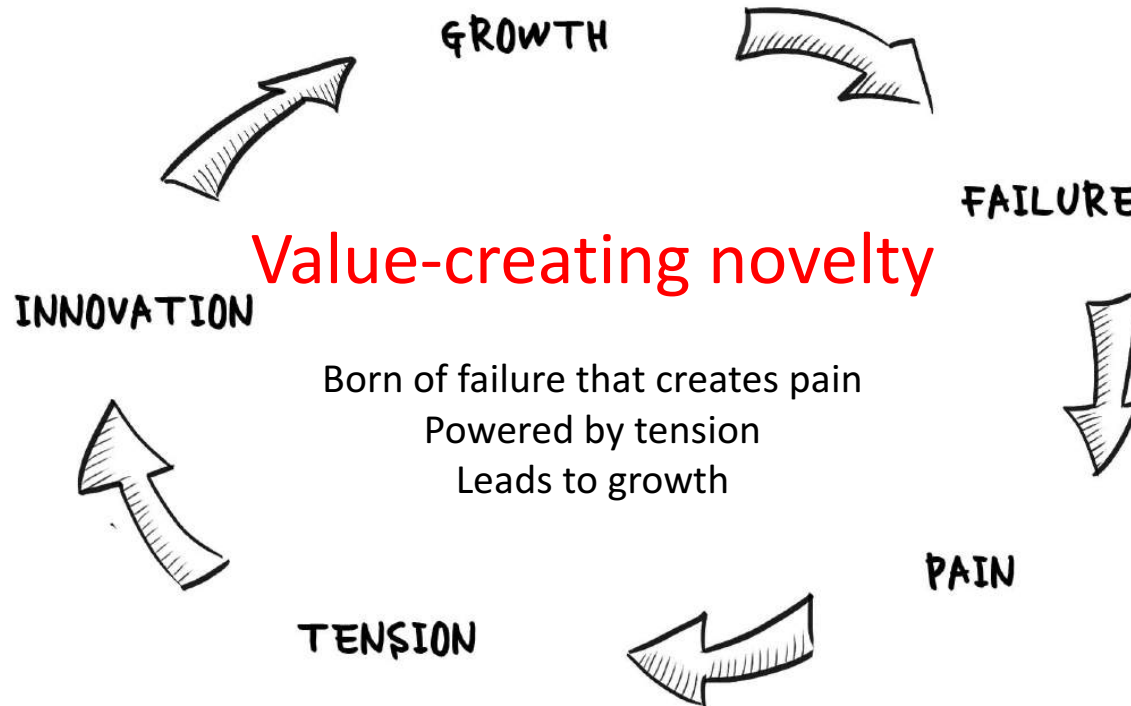 GROWTH
FAILURE
Value-creating novelty
INNOVATION
Born of failure that creates pain
Powered by tension
Leads to growth
PAIN
TENSION